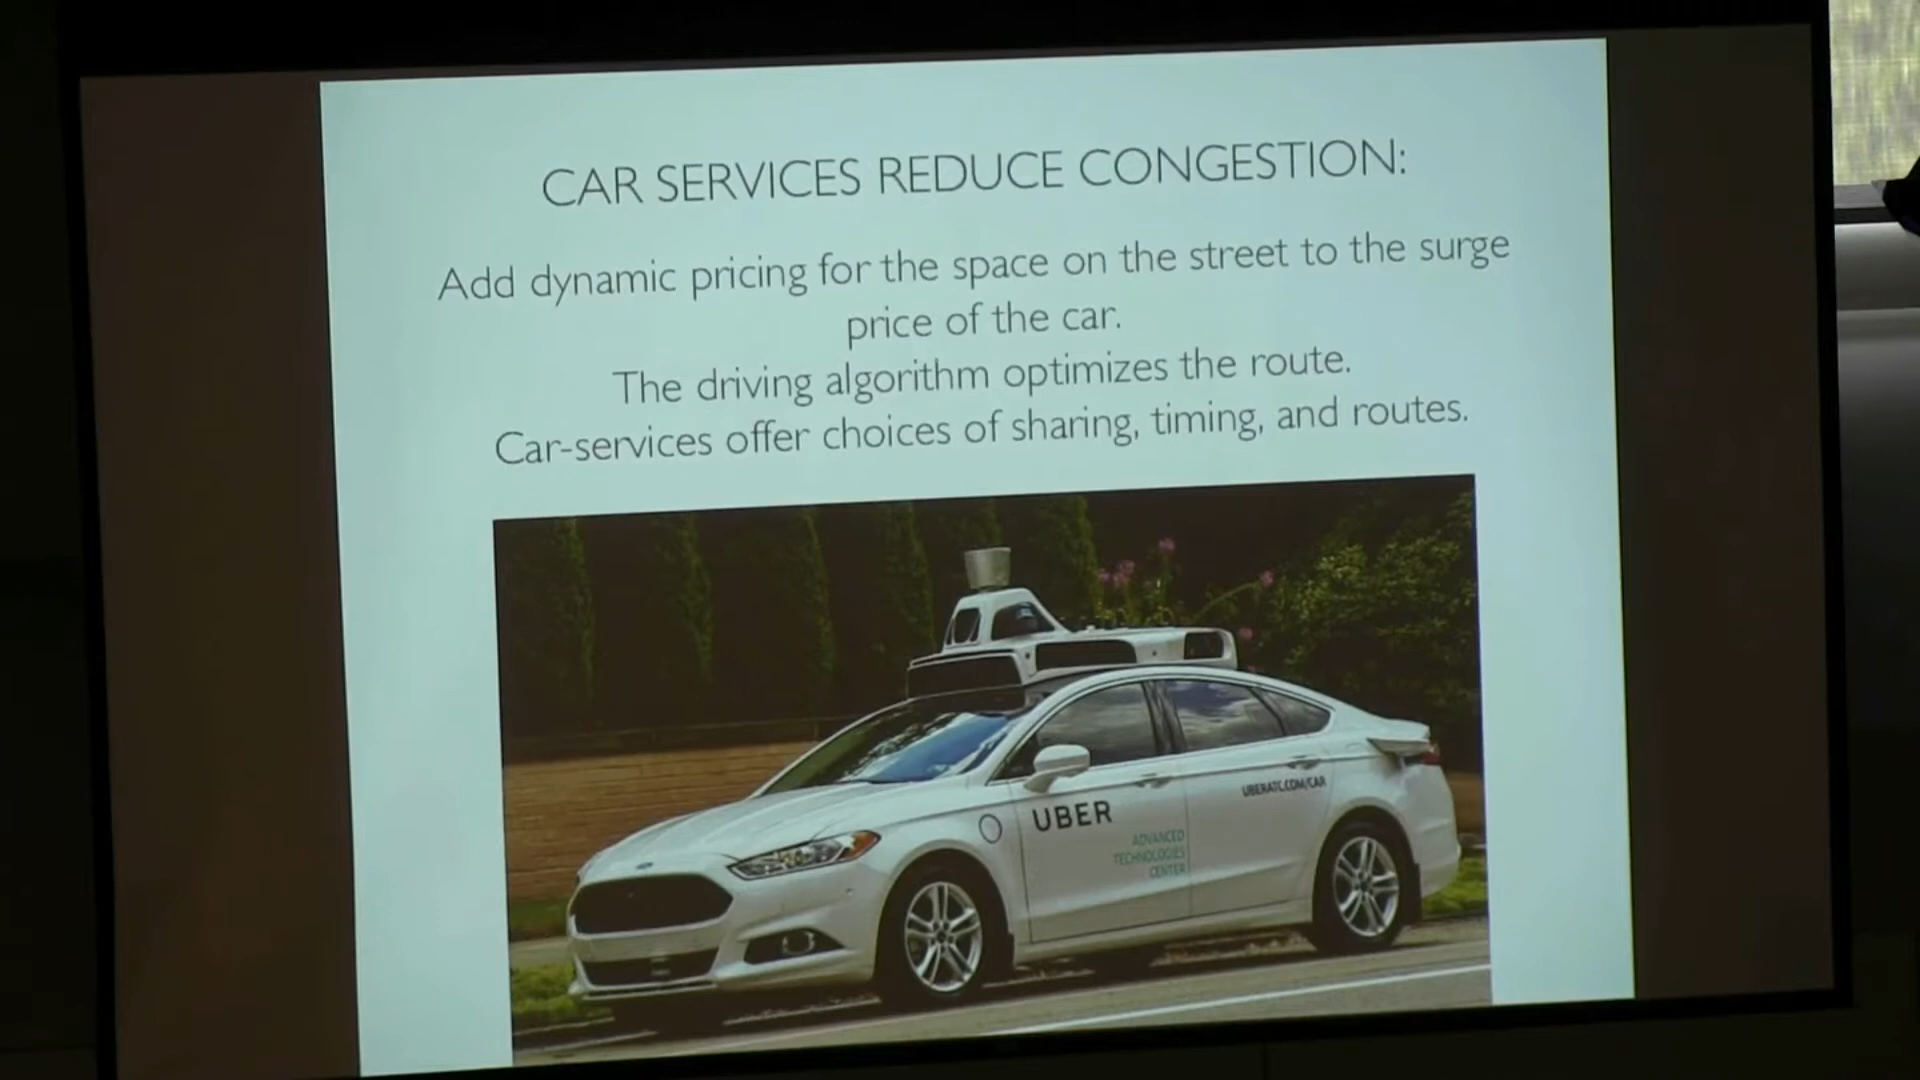 CAR SERVICES REDUCE CONGESTION:
Add dynamic pricing for the space on the street to the surge
price of the car.
The driving algorithm optimizes the route.
Car-services offer choices of sharing, timing, and routes.
UBER
ADVANCED
TECHNOLOGIES
CENTER
UBERATC.COM/CAR